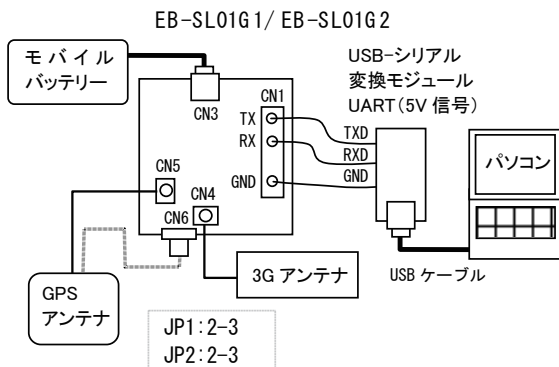 EB-SL01G1/EB-SL01G2
モバイル
バッテリー
CN3
CN1
TX
RX
GND
CN5
CN4
CN6
USB-シリアル
変換モジュール
UART(5V 信号)
TXD
RXD
GND
パソコン
USB ケーブル
3G アンテナ
GPS
アンテナ
JP1:2-3
JP2:2-3